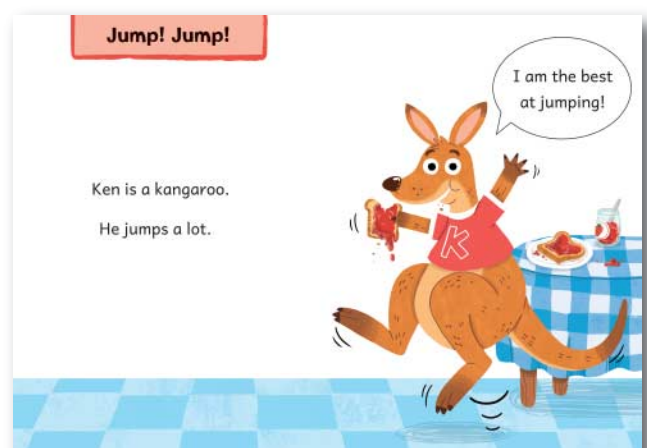 Jump! Jump!
Ken is a kangaroo.
He jumps a lot.
I am the best
at jumping!
K